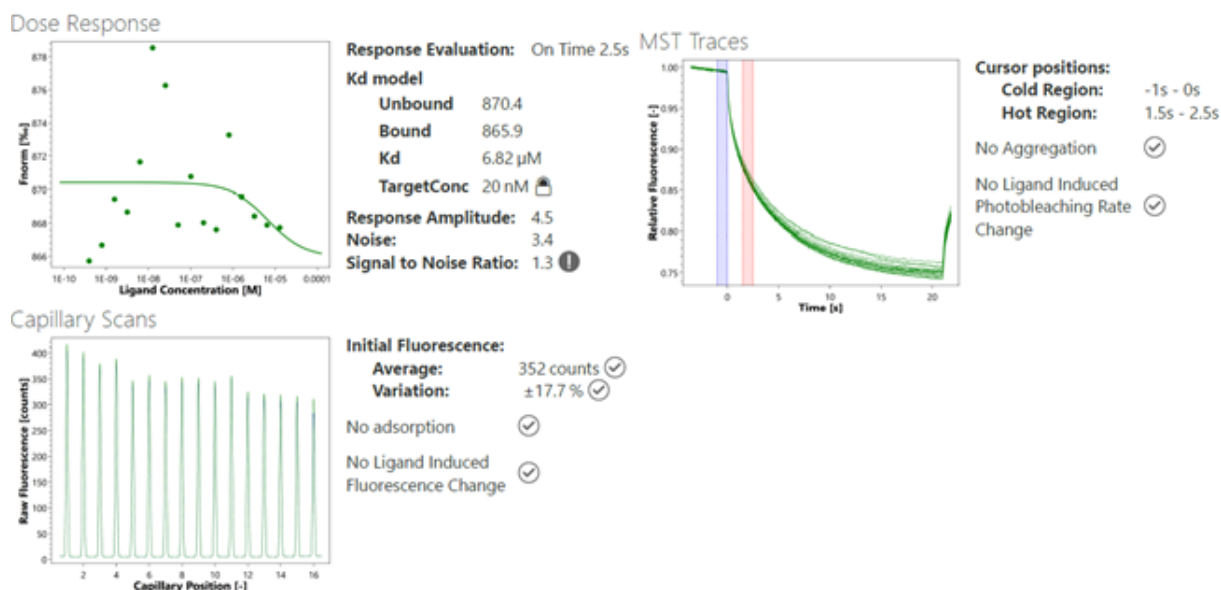 Dose Response
878
876
874
872
870
868
866
Fnorm [‰]
1E-10 1E-09 1E-08 1E-07 1E-06 1E-05 0.0001
Ligand Concentration [M]
Response Evaluation: On Time 2.5s
Kd model
Unbound 870.4
Bound 865.9
Kd 6.82 µM
TargetConc 20 nM
Response Amplitude: 4.5
Noise: 3.4
Signal to Noise Ratio: 1.3
MST Traces
1.00
0.95
0.90
0.85
0.80
0.75
Relative Fluorescence [-]
0 5 10 15 20
Time [s]
Cursor positions:
Cold Region: -1s - 0s
Hot Region: 1.5s - 2.5s
No Aggregation
No Ligand Induced
Photobleaching Rate
Change
Capillary Scans
400
350
300
250
200
150
100
50
0
Raw Fluorescence [counts]
2 4 6 8 10 12 14 16
Capillary Position [-]
Initial Fluorescence:
Average: 352 counts
Variation: ±17.7 %
No adsorption
No Ligand Induced
Fluorescence Change